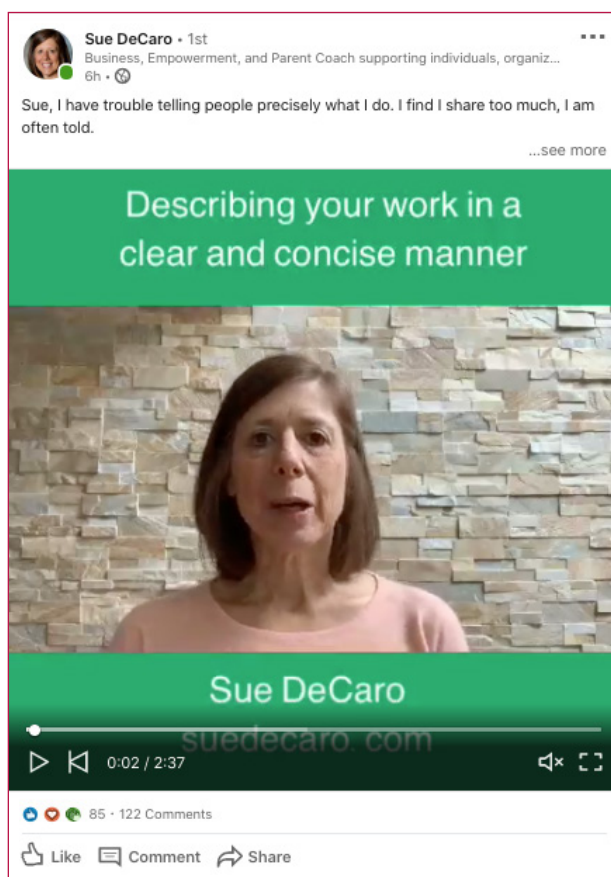 Sue DeCaro • 1st
Business, Empowerment, and Parent Coach supporting individuals, organiz...
6h •
Sue, I have trouble telling people precisely what I do. I find I share too much, I am
often told.
...see more
Describing your work in a
clear and concise manner
Sue DeCaro
suedecaro. com
0:02 / 2:37
85 · 122 Comments
Like Comment Share